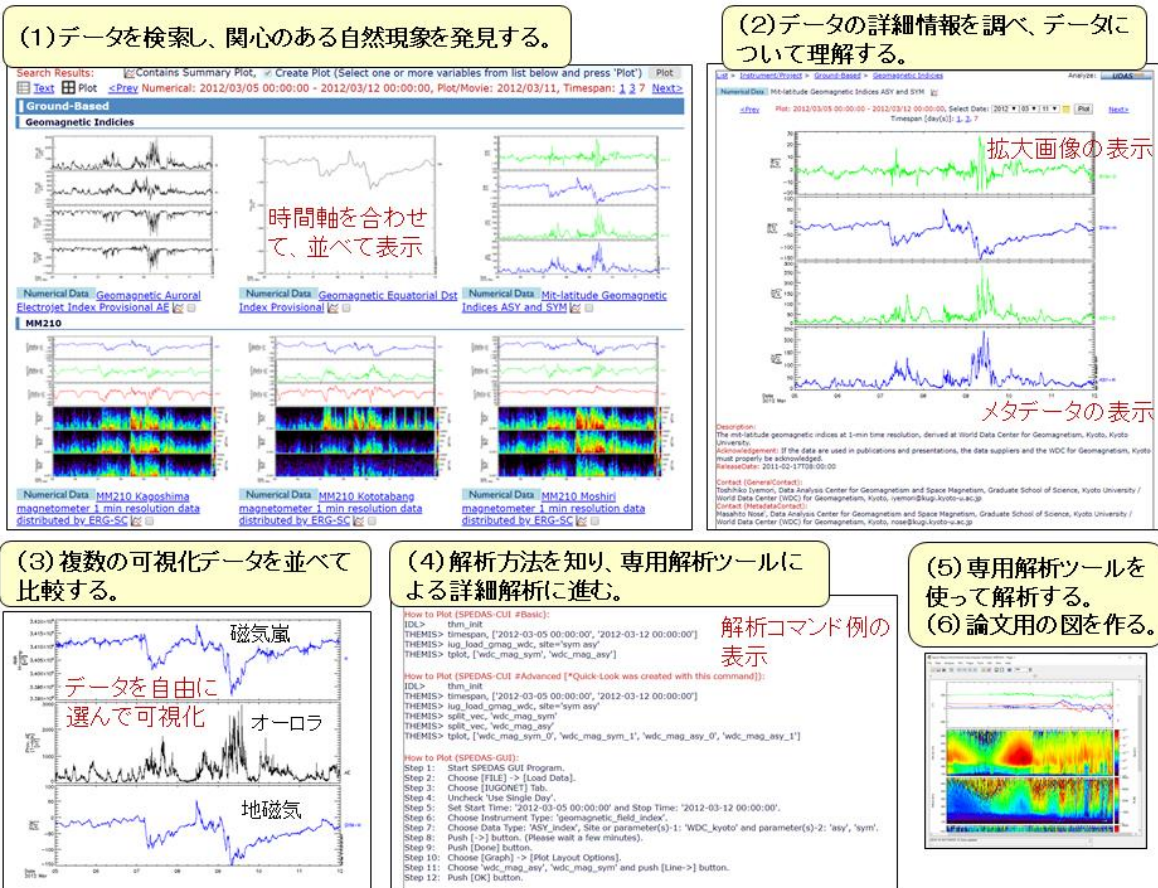 (1)データを検索し、関心のある自然現象を発見する。
Search Results: Contains Summary Plot, Create Plot (Select one or more variables from list below and press 'Plot') Plot
Text Plot <Prev Numerical: 2012/03/05 00:00:00 - 2012/03/12 00:00:00, Plot/Movie: 2012/03/11, Timespan: 1 3 7 Next>
Ground-Based
Geomagnetic Indicies
時間軸を合わせ
て、並べて表示
Numerical Data Geomagnetic Auroral
Electrojet Index Provisional AE
Numerical Data Geomagnetic Equatorial Dst
Index Provisional
Numerical Data Mit-latitude Geomagnetic
Indices ASY and SYM
MM210
Numerical Data MM210 Kagoshima
magnetometer 1 min resolution data
distributed by ERG-SC
Numerical Data MM210 Kototabang
magnetometer 1 min resolution data
distributed by ERG-SC
Numerical Data MM210 Moshiri
magnetometer 1 min resolution data
distributed by ERG-SC
(2)データの詳細情報を調べ、データに
ついて理解する。
List > Instrument/Project > Ground-Based > Geomagnetic Indices Analyze: UDAS
Numerical Data Mit-latitude Geomagnetic Indices ASY and SYM
<Prev Plot: 2012/03/05 00:00:00 - 2012/03/12 00:00:00, Select Date: 2012 03 11 Plot Next>
Timespan [day(s)]: 1, 3, 7
拡大画像の表示
メタデータの表示
Description:
The mit-latitude geomagnetic indices at 1-min time resolution, derived at World Data Center for Geomagnetism, Kyoto, Kyoto
University.
Acknowledgement: If the data are used in publications and presentations, the data suppliers and the WDC for Geomagnetism, Kyoto
must properly be acknowledged.
ReleaseDate: 2011-02-17T08:00:00
Contact (GeneralContact):
Toshihiko Iyemori, Data Analysis Center for Geomagnetism and Space Magnetism, Graduate School of Science, Kyoto University /
World Data Center (WDC) for Geomagnetism, Kyoto, iyemori@kugi.kyoto-u.ac.jp
Contact (MetadataContact):
Masahito Nose', Data Analysis Center for Geomagnetism and Space Magnetism, Graduate School of Science, Kyoto University /
World Data Center (WDC) for Geomagnetism, Kyoto, nose@kugi.kyoto-u.ac.jp
(3)複数の可視化データを並べて
比較する。
磁気嵐
データを自由に
選んで可視化
オーロラ
地磁気
(4)解析方法を知り、専用解析ツールに
よる詳細解析に進む。
How to Plot (SPEDAS-CUI #Basic):
IDL> thm_init
THEMIS> timespan, ['2012-03-05 00:00:00', '2012-03-12 00:00:00']
THEMIS> iug_load_gmag_wdc, site='sym asy'
THEMIS> tplot, ['wdc_mag_sym', 'wdc_mag_asy']
解析コマンド例の
表示
How to Plot (SPEDAS-CUI #Advanced [*Quick-Look was created with this command]):
IDL> thm_init
THEMIS> timespan, ['2012-03-05 00:00:00', '2012-03-12 00:00:00']
THEMIS> iug_load_gmag_wdc, site='sym asy'
THEMIS> split_vec, 'wdc_mag_sym'
THEMIS> split_vec, 'wdc_mag_asy'
THEMIS> tplot, ['wdc_mag_sym_0', 'wdc_mag_sym_1', 'wdc_mag_asy_0', 'wdc_mag_asy_1']
How to Plot (SPEDAS-GUI):
Step 1: Start SPEDAS GUI Program.
Step 2: Choose [FILE] -> [Load Data].
Step 3: Choose [IUGONET] Tab.
Step 4: Uncheck 'Use Single Day'.
Step 5: Set Start Time: '2012-03-05 00:00:00' and Stop Time: '2012-03-12 00:00:00'.
Step 6: Choose Instrument Type: 'geomagnetic_field_index'.
Step 7: Choose Data Type: 'ASY_index', Site or parameter(s)-1: 'WDC_kyoto' and parameter(s)-2: 'asy', 'sym'.
Step 8: Push [->] button. (Please wait a few minutes).
Step 9: Push [Done] button.
Step 10: Choose [Graph] -> [Plot Layout Options].
Step 11: Choose 'wdc_mag_asy', 'wdc_mag_sym' and push [Line->] button.
Step 12: Push [OK] button.
(5)専用解析ツールを
使って解析する。
(6)論文用の図を作る。